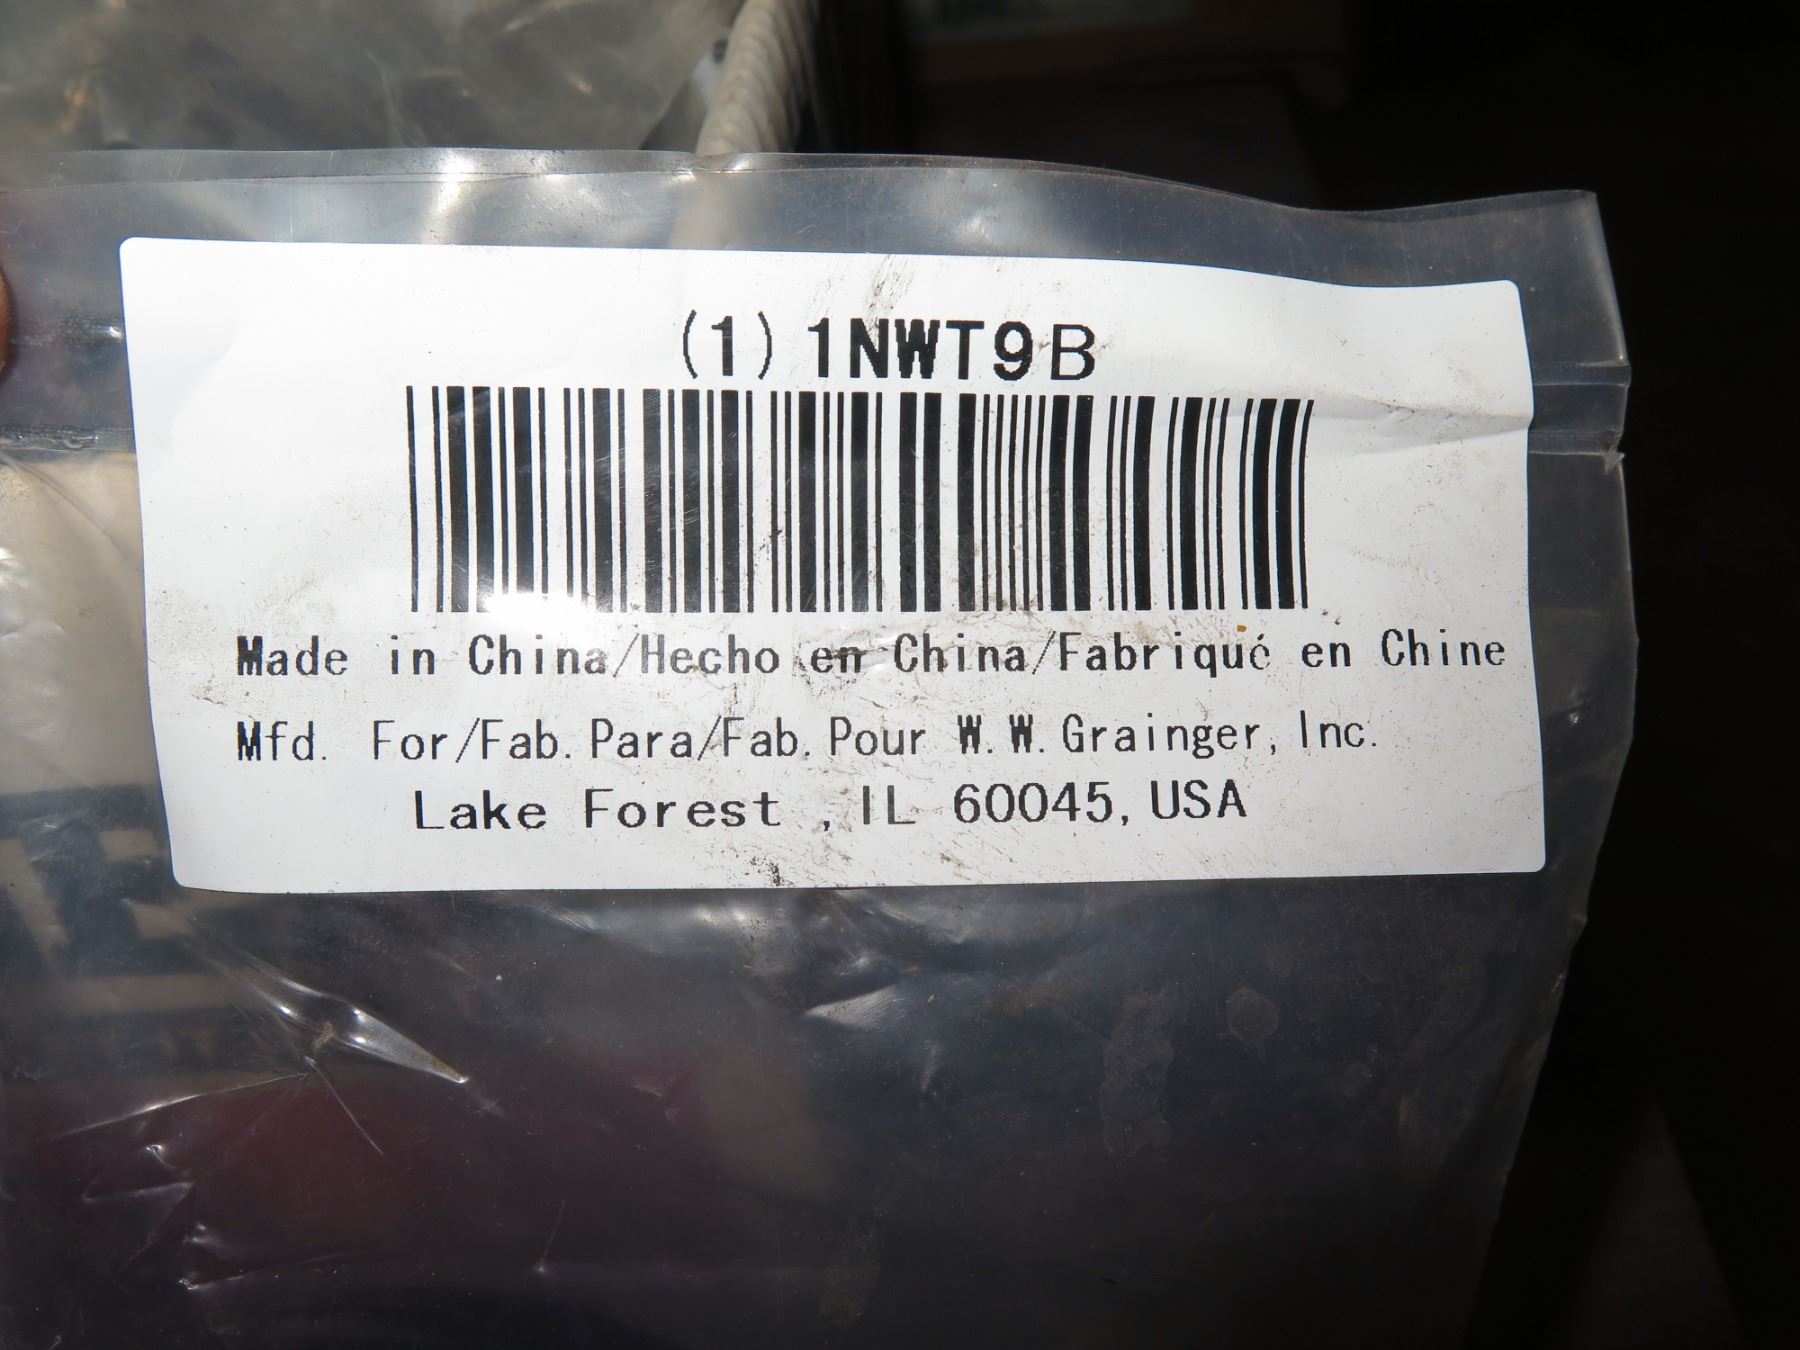 (1) 1NWT9B
Made in China/Hecho en China/Fabriqué en Chine
Mfd. For/Fab. Para/Fab. Pour W.W. Grainger, Inc.
Lake Forest , IL 60045, USA